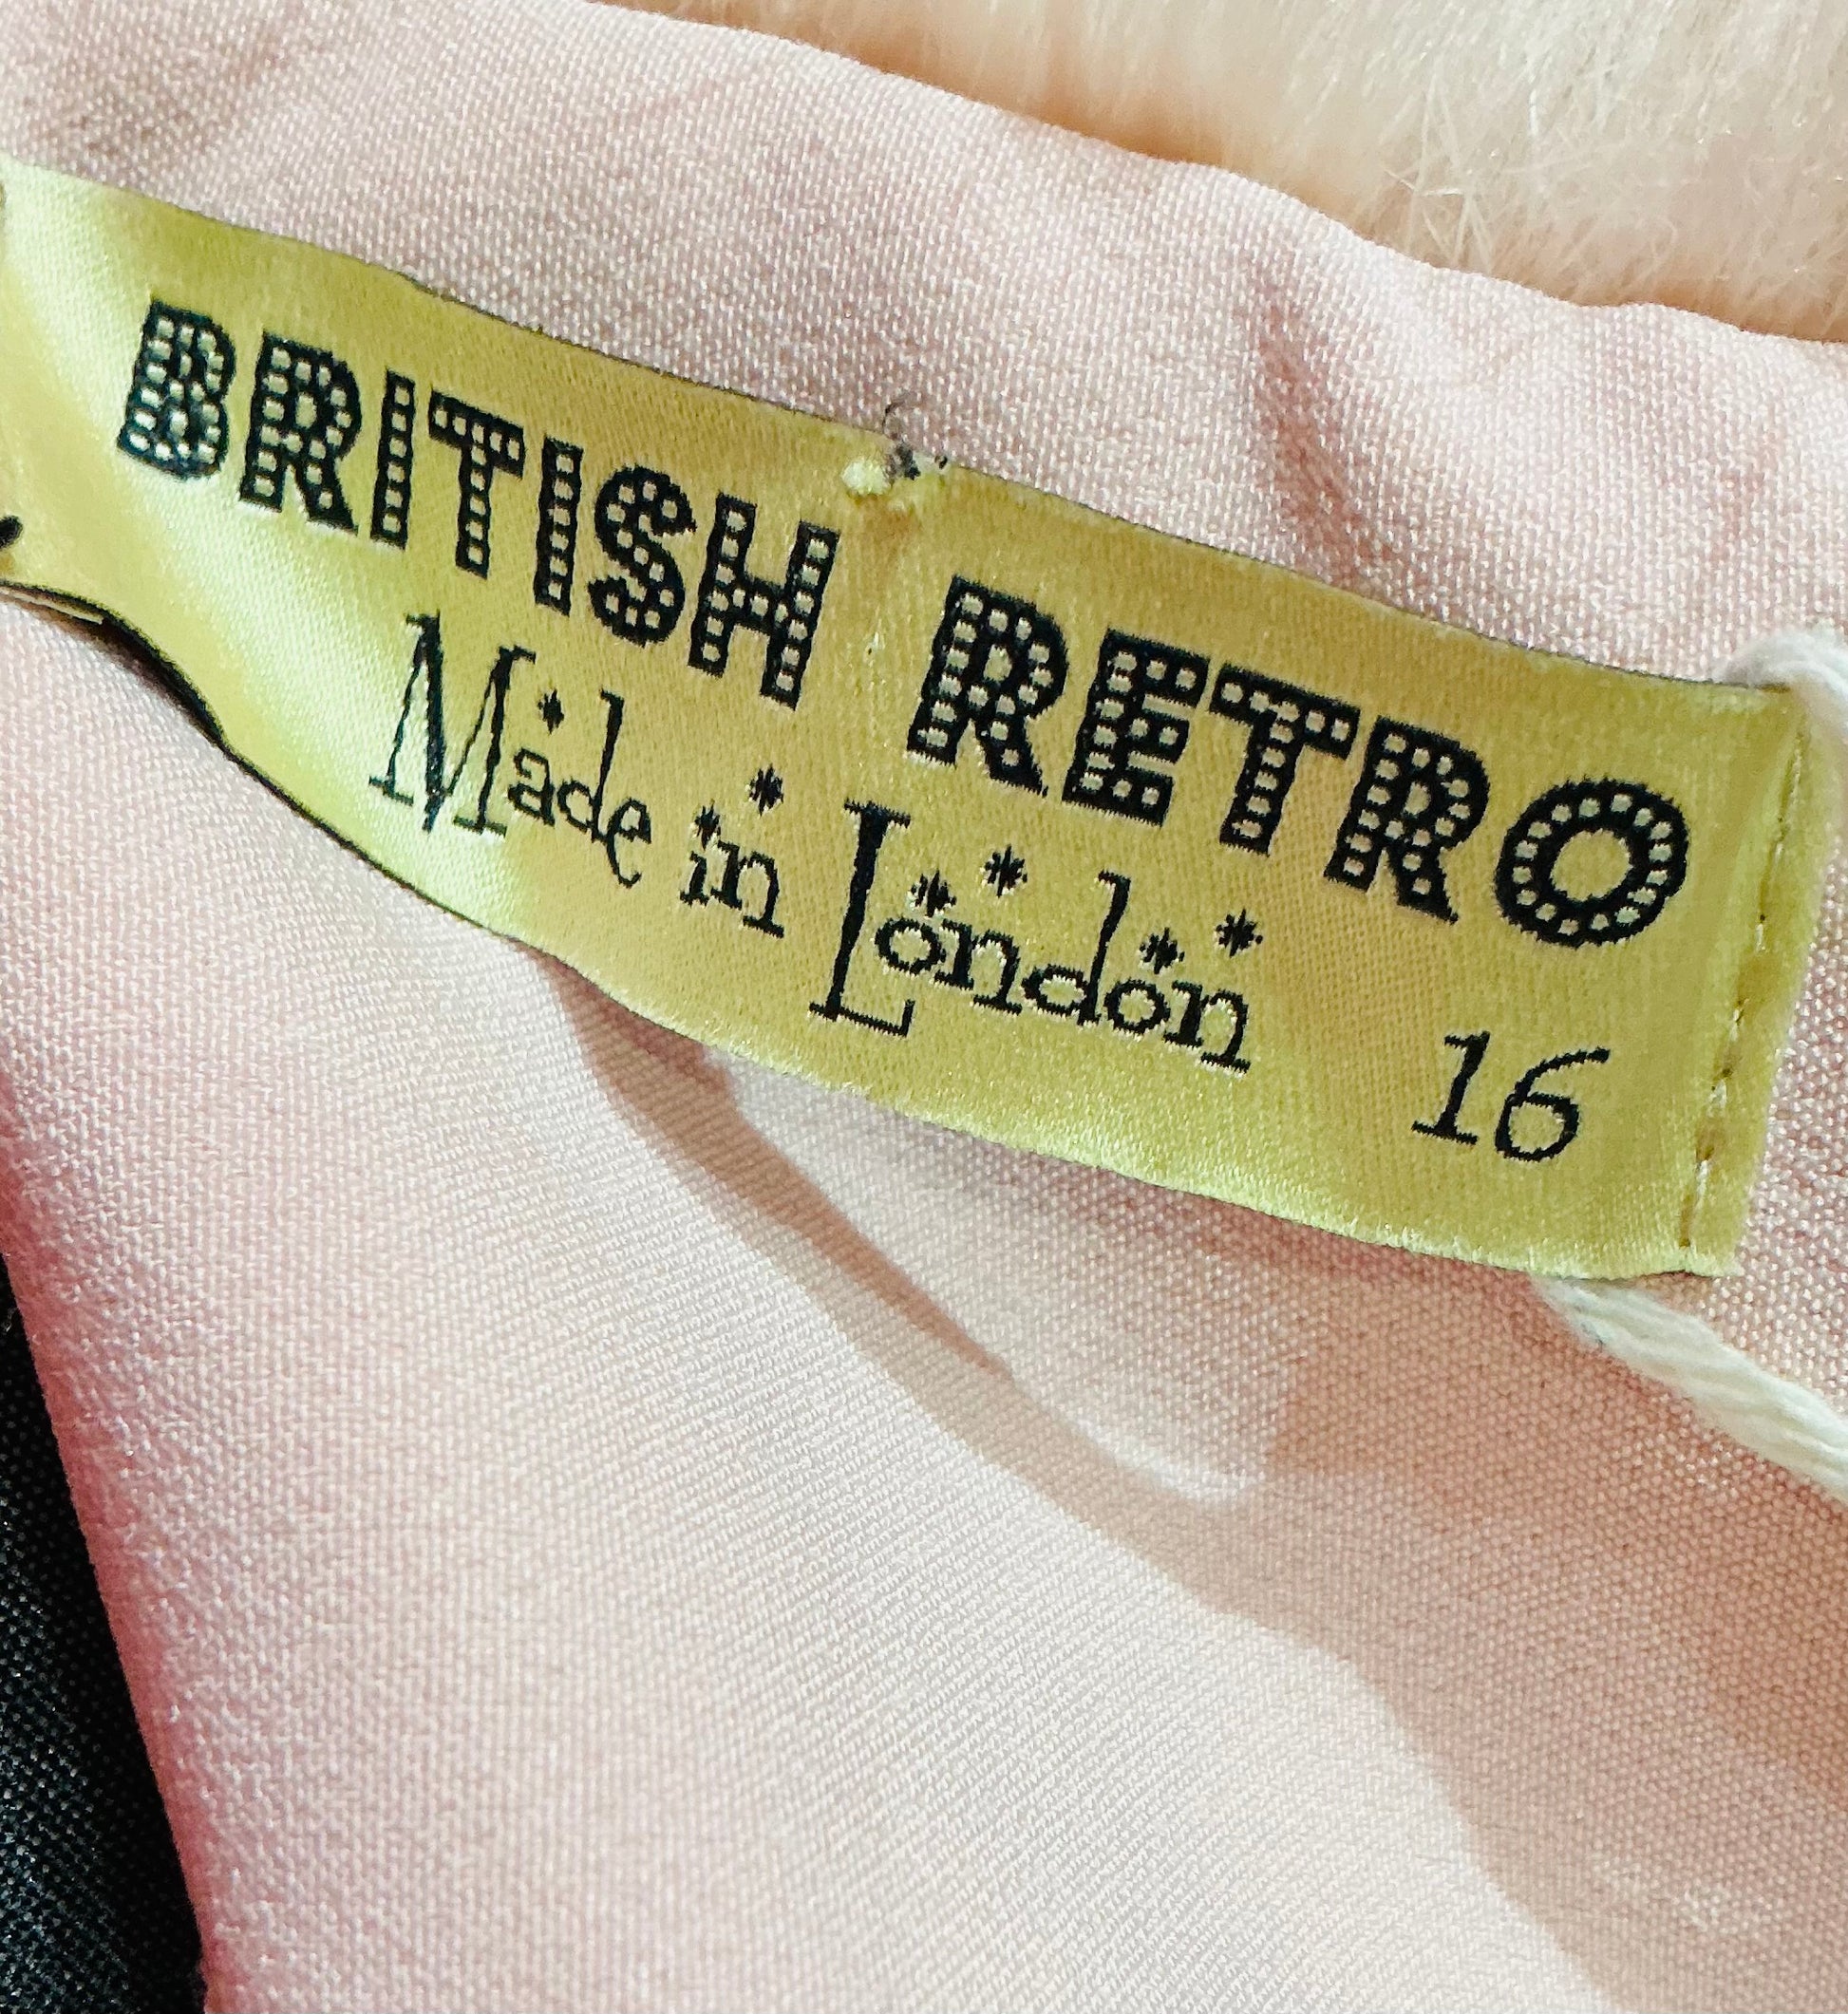 BRITISH RETRO
Made in London
16